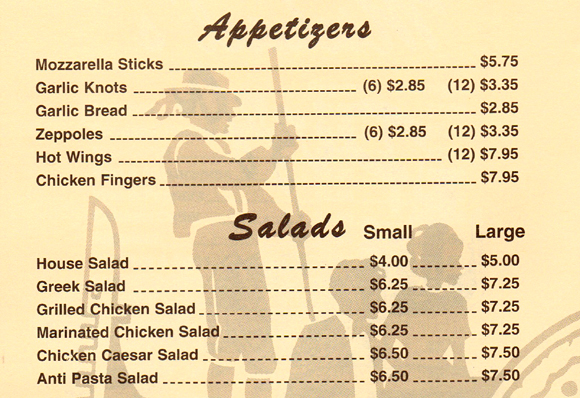 Appetizers
Mozzarella Sticks $5.75
Garlic Knots (6) $2.85 (12) $3.35
Garlic Bread $2.85
Zeppoles (6) $2.85 (12) $3.35
Hot Wings (12) $7.95
Chicken Fingers $7.95
Salads Small Large
House Salad $4.00 $5.00
Greek Salad $6.25 $7.25
Grilled Chicken Salad $6.25 $7.25
Marinated Chicken Salad $6.25 $7.25
Chicken Caesar Salad $6.50 $7.50
Anti Pasta Salad $6.50 $7.50